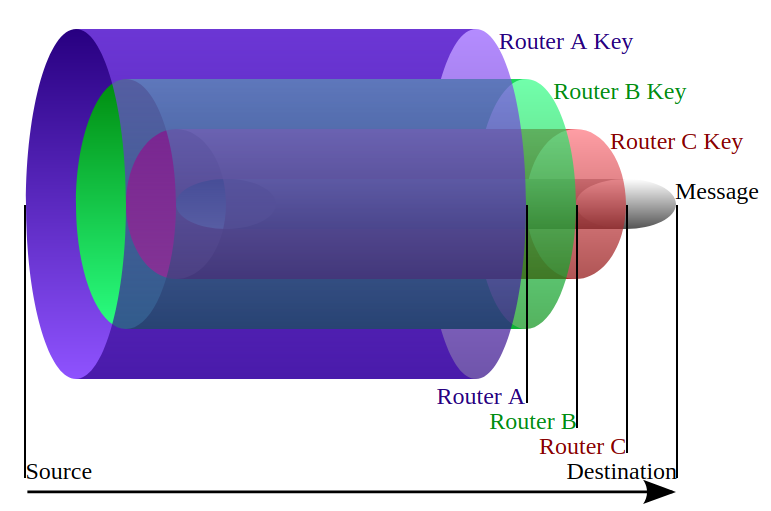 Router A Key
Router B Key
Router C Key
Message
Router A
Router B
Router C
Source
Destination